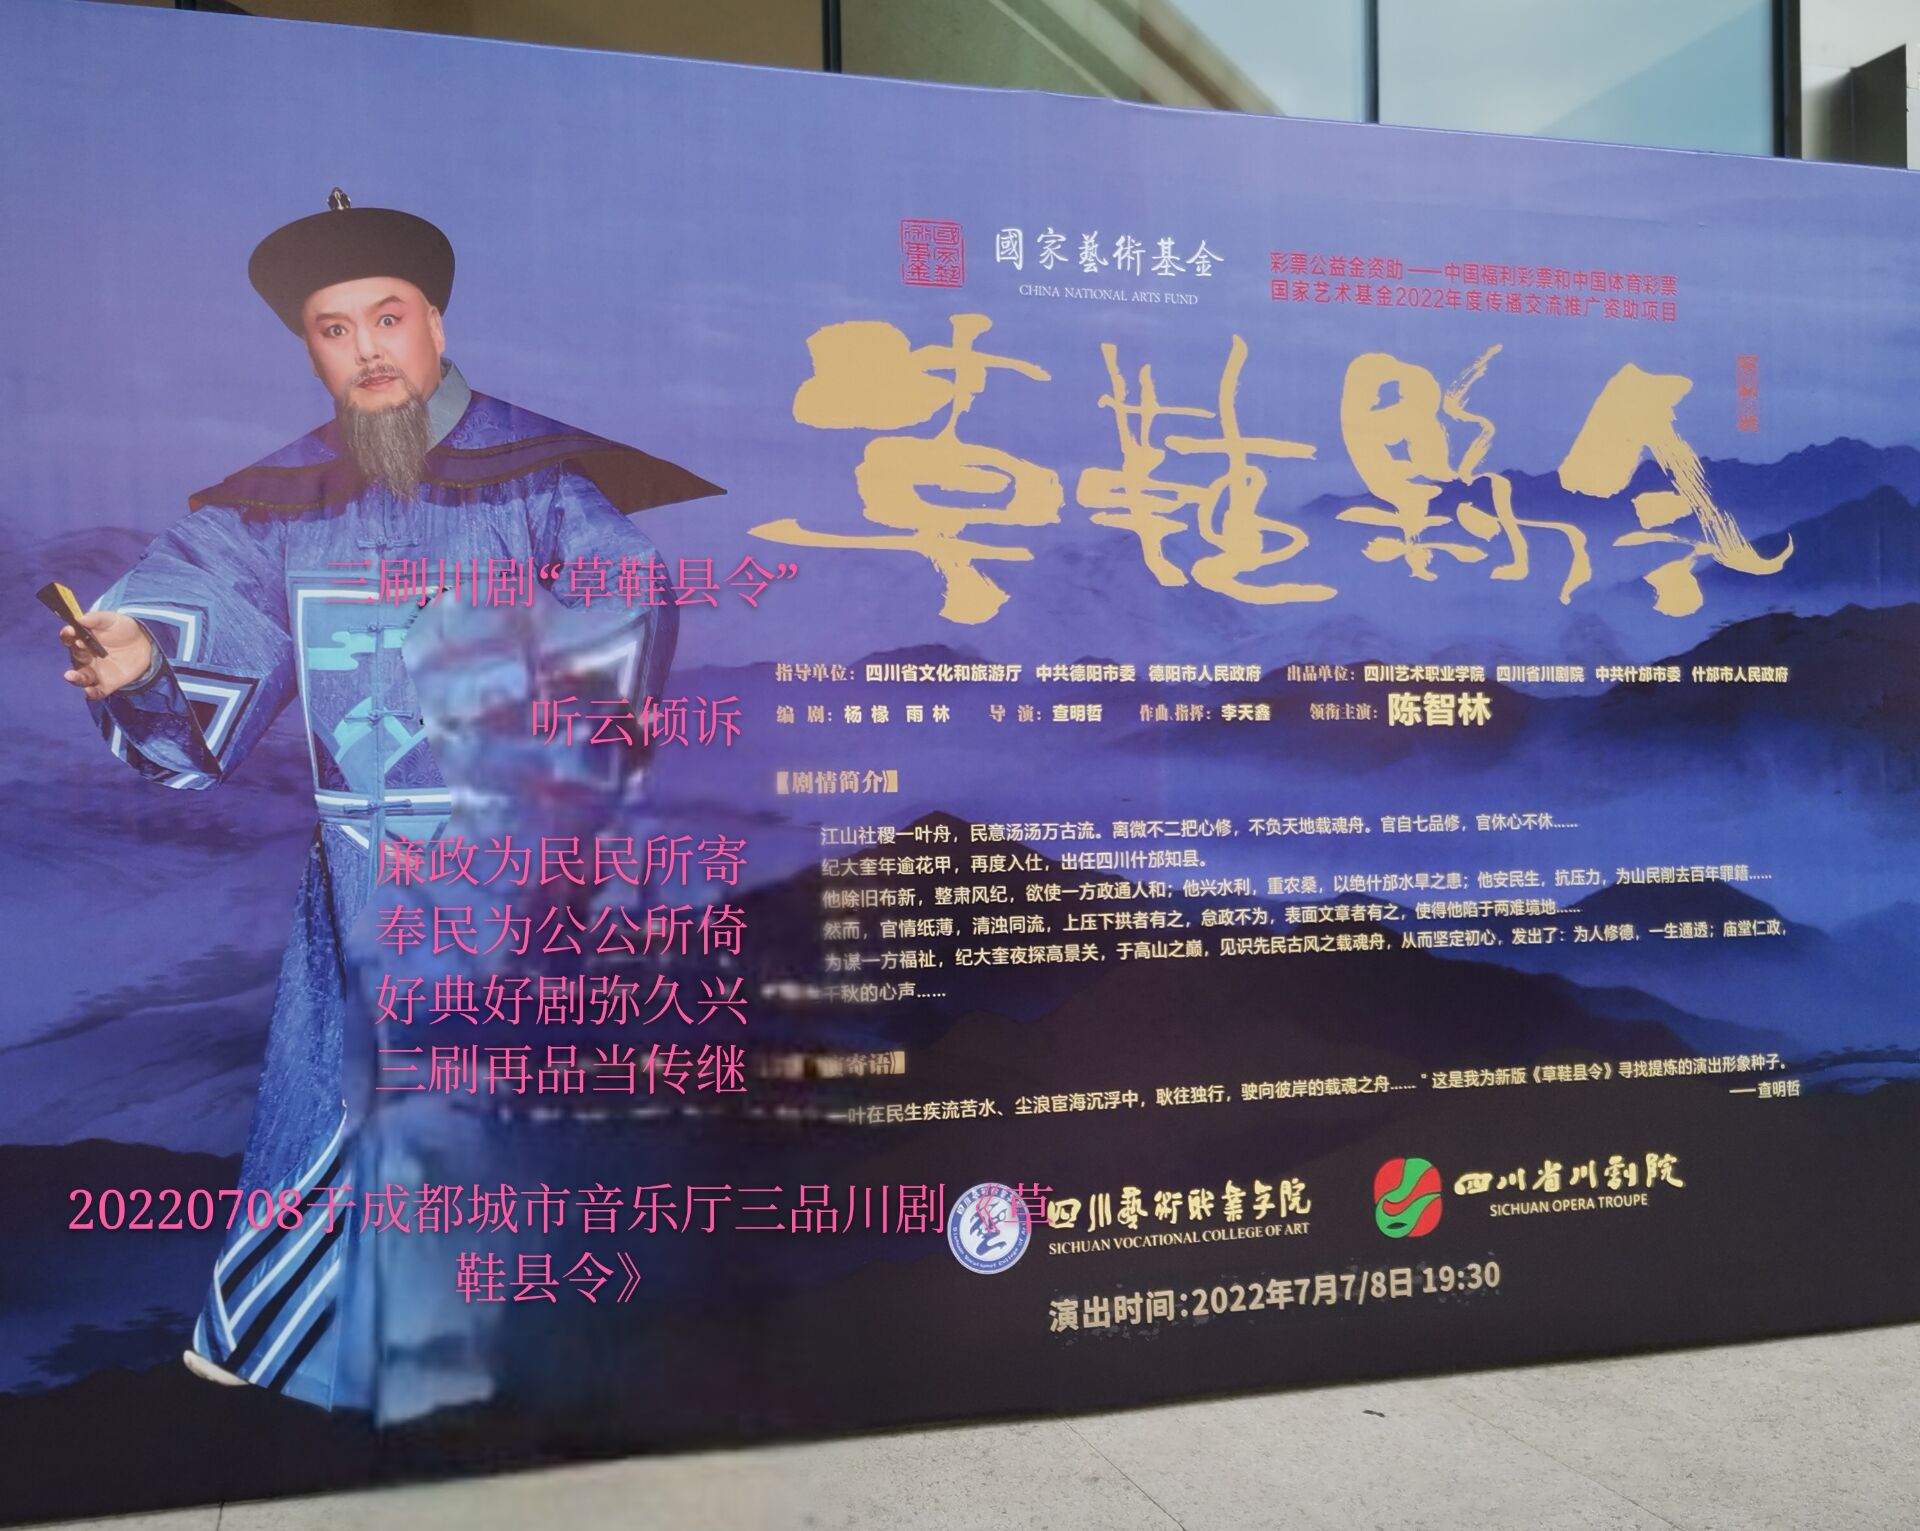 國家藝術基金
CHINA NATIONAL ARTS FUND
彩票公益金资助——中国福利彩票和中国体育彩票
国家艺术基金2022年度传播交流推广资助项目
草鞋縣令
三刷川剧“草鞋县令”
听云倾诉
廉政为民民所寄
奉民为公公所倚
好典好剧弥久兴
三刷再品当传继
20220708于成都城市音乐厅三品川剧《草
鞋县令》
指导单位：四川省文化和旅游厅 中共德阳市委 德阳市人民政府 出品单位：四川艺术职业学院 四川省川剧院 中共什邡市委 什邡市人民政府
编 剧：杨 椽 雨 林 导 演：查明哲 作曲、指挥：李天鑫 领衔主演：陈智林
【剧情简介】
江山社稷一叶舟，民意汤汤万古流。离微不二把心修，不负天地载魂舟。官自七品修，官休心不休……
纪大奎年逾花甲，再度入仕，出任四川什邡知县。
他除旧布新，整肃风纪，欲使一方政通人和；他兴水利，重农桑，以绝什邡水旱之患；他安民生，抗压力，为山民削去百年罪籍……
然而，官情纸薄，清浊同流，上压下拱者有之，怠政不为，表面文章者有之，使得他陷于两难境地……
为谋一方福祉，纪大奎夜探高景关，于高山之巅，见识先民古风之载魂舟，从而坚定初心，发出了：为人修德，一生通透；庙堂仁政，
千秋的心声……
寄语】
一叶在民生疾流苦水、尘浪宦海沉浮中，耿往独行，驶向彼岸的载魂之舟……＂这是我为新版《草鞋县令》寻找提炼的演出形象种子。
——查明哲
四川藝術職業学院
SICHUAN VOCATIONAL COLLEGE OF ART
四川省川劇院
SICHUAN OPERA TROUPE
演出时间：2022年7月7/8日 19:30